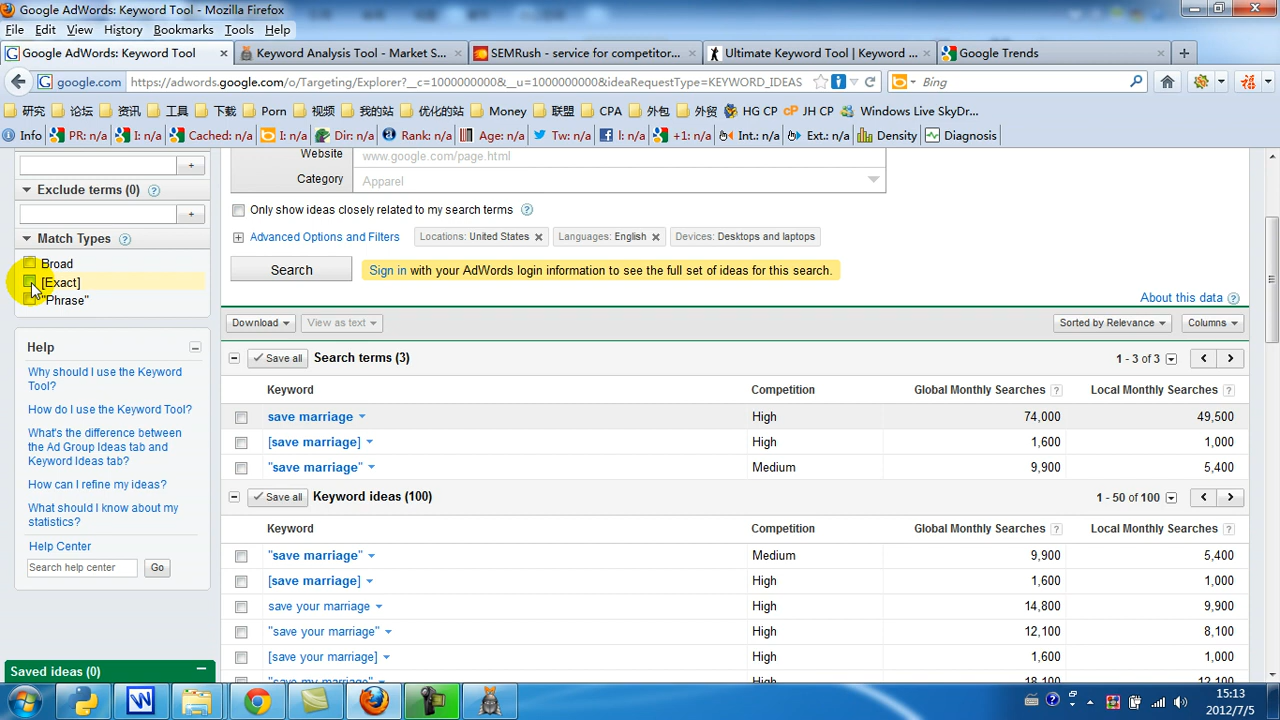 Google AdWords: Keyword Tool - Mozilla Firefox
File Edit View History Bookmarks Tools Help
Google AdWords: Keyword Tool × Keyword Analysis Tool - Market S... × SEMRush - service for competitor... × Ultimate Keyword Tool | Keyword ... × Google Trends ×
google.com https://adwords.google.com/o/Targeting/Explorer?__c=1000000000&__u=1000000000&ideaRequestType=KEYWORD_IDEAS Bing
研究 论坛 资讯 工具 下载 Porn 视频 我的站 优化的站 Money 联盟 CPA 外包 外贸 HG CP JH CP Windows Live SkyDr...
Info PR: n/a I: n/a Cached: n/a I: n/a Dir: n/a Rank: n/a Age: n/a Tw: n/a I: n/a +1: n/a Int.: n/a Ext.: n/a Density Diagnosis
Website www.google.com/page.html
Category Apparel
Exclude terms (0)
Match Types
Broad
[Exact]
"Phrase"
Only show ideas closely related to my search terms
Advanced Options and Filters Locations: United States Languages: English Devices: Desktops and laptops
Search Sign in with your AdWords login information to see the full set of ideas for this search.
About this data
Help
Why should I use the Keyword
Tool?
How do I use the Keyword Tool?
What's the difference between
the Ad Group Ideas tab and
Keyword Ideas tab?
How can I refine my ideas?
What should I know about my
statistics?
Help Center
Search help center Go
Saved ideas (0)
Download View as text Sorted by Relevance Columns
Save all Search terms (3) 1 - 3 of 3
Keyword Competition Global Monthly Searches Local Monthly Searches
save marriage High 74,000 49,500
[save marriage] High 1,600 1,000
"save marriage" Medium 9,900 5,400
Save all Keyword ideas (100) 1 - 50 of 100
Keyword Competition Global Monthly Searches Local Monthly Searches
"save marriage" Medium 9,900 5,400
[save marriage] High 1,600 1,000
save your marriage High 14,800 9,900
"save your marriage" High 12,100 8,100
[save your marriage] High 1,600 1,000
"save my marriage" High 18,100 12,100
15:13
2012/7/5